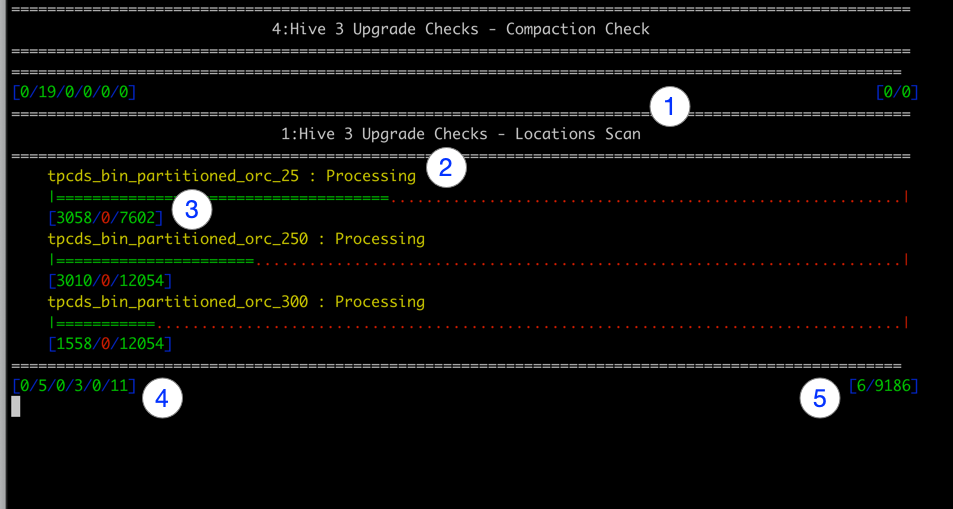 4:Hive 3 Upgrade Checks - Compaction Check
[0/19/0/0/0/0] [0/0]
1
1:Hive 3 Upgrade Checks - Locations Scan
tpcds_bin_partitioned_orc_25 : Processing 2
3
[3058/0/7602]
tpcds_bin_partitioned_orc_250 : Processing
[3010/0/12054]
tpcds_bin_partitioned_orc_300 : Processing
[1558/0/12054]
[0/5/0/3/0/11] 4 5 [6/9186]